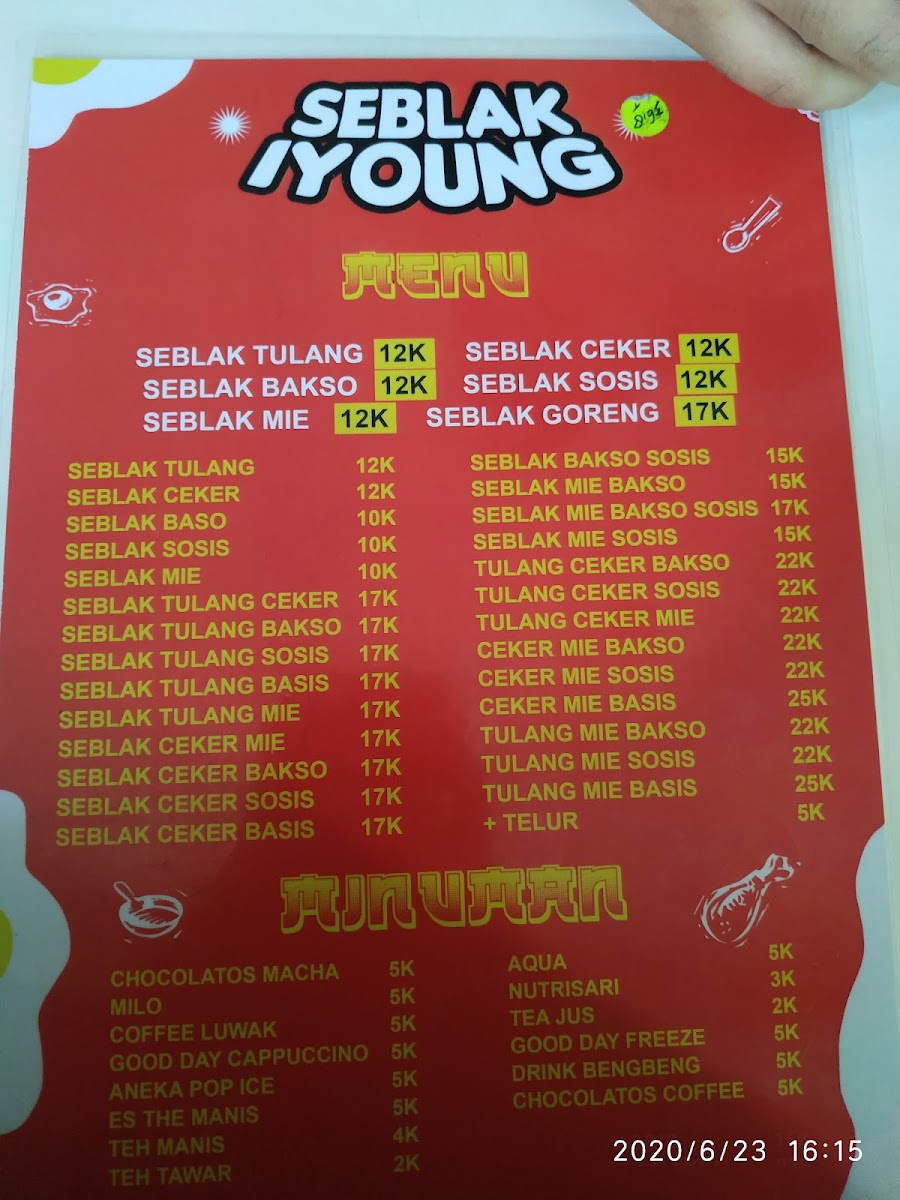 SEBLAK
IYOUNG
MENU
SEBLAK TULANG 12K
SEBLAK BAKSO 12K
SEBLAK MIE 12K
SEBLAK CEKER 12K
SEBLAK SOSIS 12K
SEBLAK GORENG 17K
SEBLAK TULANG 12K
SEBLAK CEKER 12K
SEBLAK BASO 10K
SEBLAK SOSIS 10K
SEBLAK MIE 10K
SEBLAK TULANG CEKER 17K
SEBLAK TULANG BAKSO 17K
SEBLAK TULANG SOSIS 17K
SEBLAK TULANG BASIS 17K
SEBLAK TULANG MIE 17K
SEBLAK CEKER MIE 17K
SEBLAK CEKER BAKSO 17K
SEBLAK CEKER SOSIS 17K
SEBLAK CEKER BASIS 17K
SEBLAK BAKSO SOSIS 15K
SEBLAK MIE BAKSO 15K
SEBLAK MIE BAKSO SOSIS 17K
SEBLAK MIE SOSIS 15K
TULANG CEKER BAKSO 22K
TULANG CEKER SOSIS 22K
TULANG CEKER MIE 22K
CEKER MIE BAKSO 22K
CEKER MIE SOSIS 22K
CEKER MIE BASIS 25K
TULANG MIE BAKSO 22K
TULANG MIE SOSIS 22K
TULANG MIE BASIS 25K
+ TELUR 5K
MINUMAN
CHOCOLATOS MACHA 5K
MILO 5K
COFFEE LUWAK 5K
GOOD DAY CAPPUCCINO 5K
ANEKA POP ICE 5K
ES THE MANIS 5K
TEH MANIS 4K
TEH TAWAR 2K
AQUA 5K
NUTRISARI 3K
TEA JUS 2K
GOOD DAY FREEZE 5K
DRINK BENGBENG 5K
CHOCOLATOS COFFEE 5K
2020/6/23 16:15